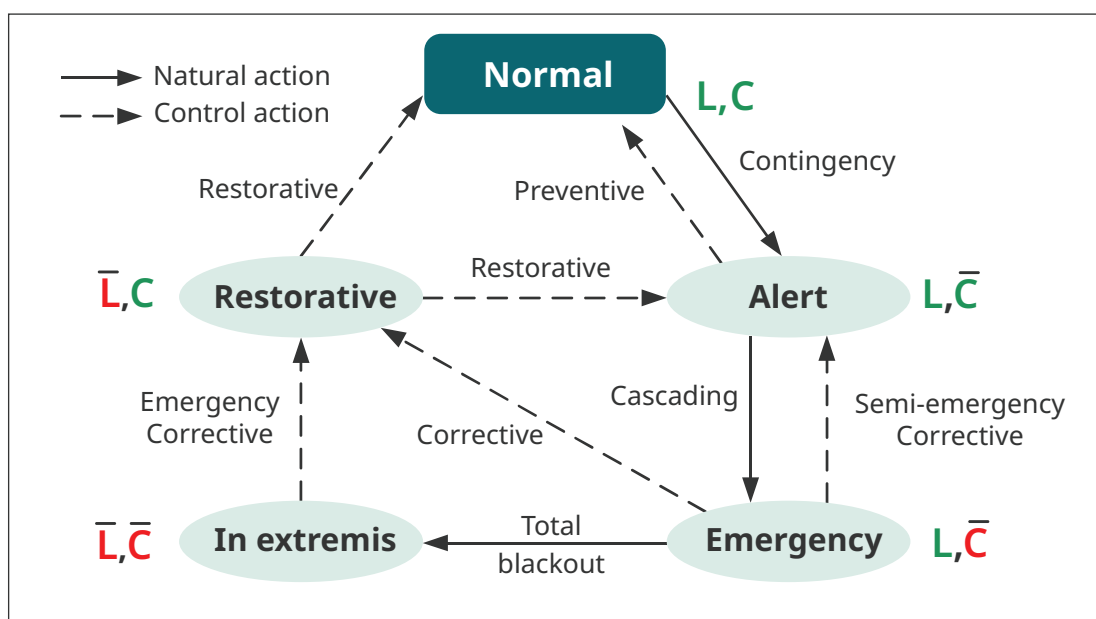 Natural action
Control action
Normal
L,C
Contingency
Restorative
Preventive
L̅,C
Restorative
Restorative
Alert
L,C̅
Emergency
Corrective
Corrective
Cascading
Semi-emergency
Corrective
L̅,C̅
In extremis
Total
blackout
Emergency
L,C̅